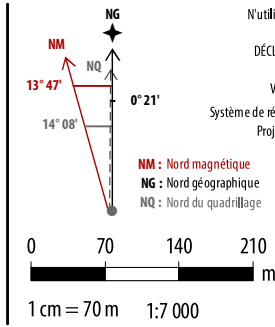 NG
N'utili
NM
NQ
DÉCL
13° 47'
V
0° 21'
Système de ré
14° 08'
Proj
NM : Nord magnétique
NG : Nord géographique
NQ : Nord du quadrillage
0 70 140 210
m
1 cm = 70 m 1:7 000